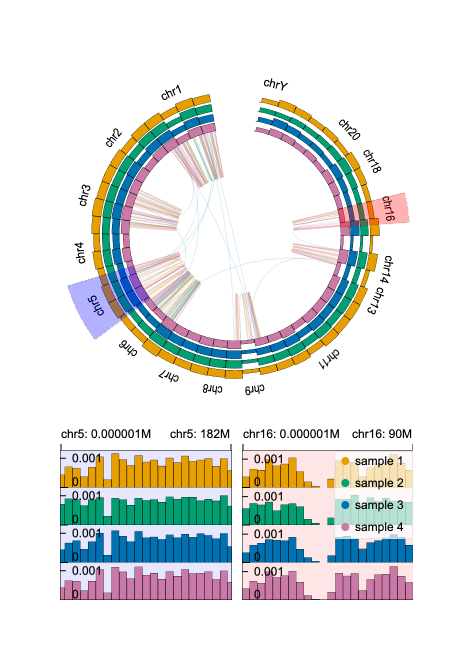 chr1
chrY
chr2
chr20
chr18
chr3
chr16
chr4
chr14
chr13
chr5
chr6
chr7
chr8
chr9
chr11
chr5: 0.000001M
chr5: 182M
chr16: 0.000001M
chr16: 90M
0.001
0
0.001
0
0.001
0
0.001
0
0.001
0
0.001
0
0.001
0
0.001
0
sample 1
sample 2
sample 3
sample 4